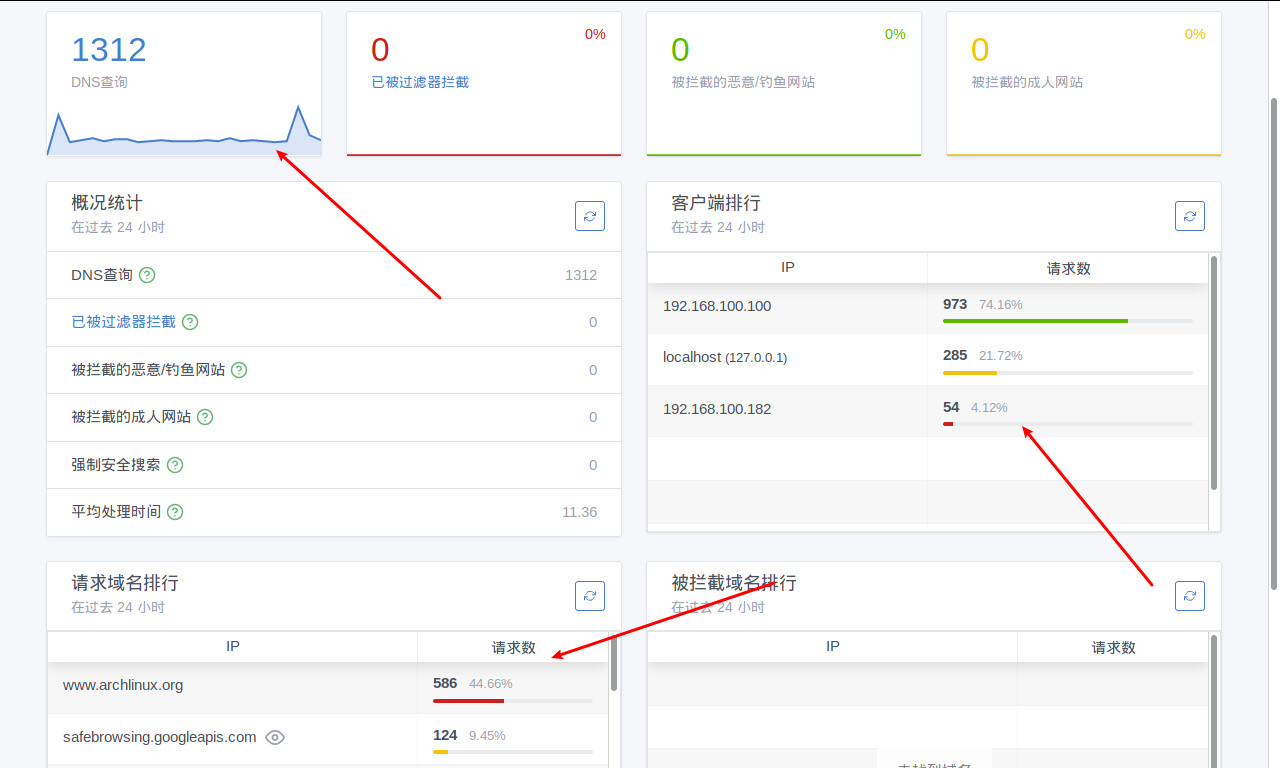 1312
DNS查询
0%
0
已被过滤器拦截
0%
0
被拦截的恶意/钓鱼网站
0%
0
被拦截的成人网站
概况统计
在过去 24 小时
DNS查询
1312
已被过滤器拦截
0
被拦截的恶意/钓鱼网站
0
被拦截的成人网站
0
强制安全搜索
0
平均处理时间
11.36
客户端排行
在过去 24 小时
IP 请求数
192.168.100.100 973 74.16%
localhost (127.0.0.1) 285 21.72%
192.168.100.182 54 4.12%
请求域名排行
在过去 24 小时
IP 请求数
www.archlinux.org 586 44.66%
safebrowsing.googleapis.com 124 9.45%
被拦截域名排行
在过去 24 小时
IP 请求数